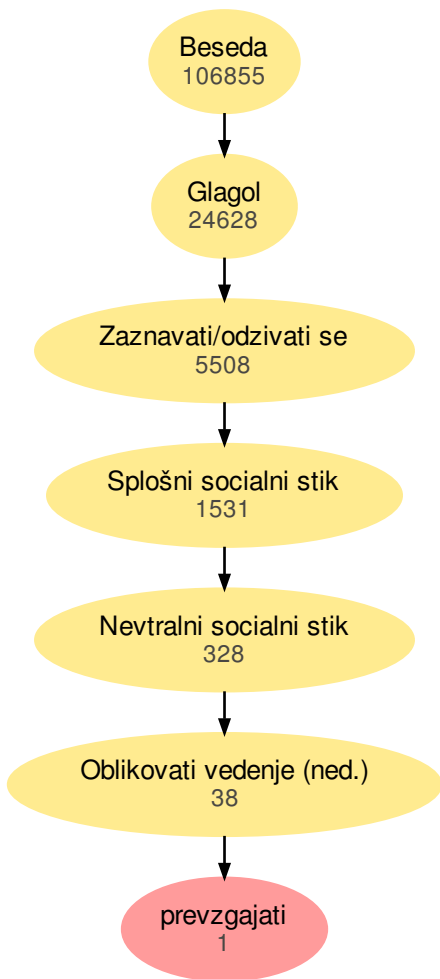 Beseda
106855
Glagol
24628
Zaznavati/odzivati se
5508
Splošni socialni stik
1531
Nevtralni socialni stik
328
Oblikovati vedenje (ned.)
38
prevzgajati
1